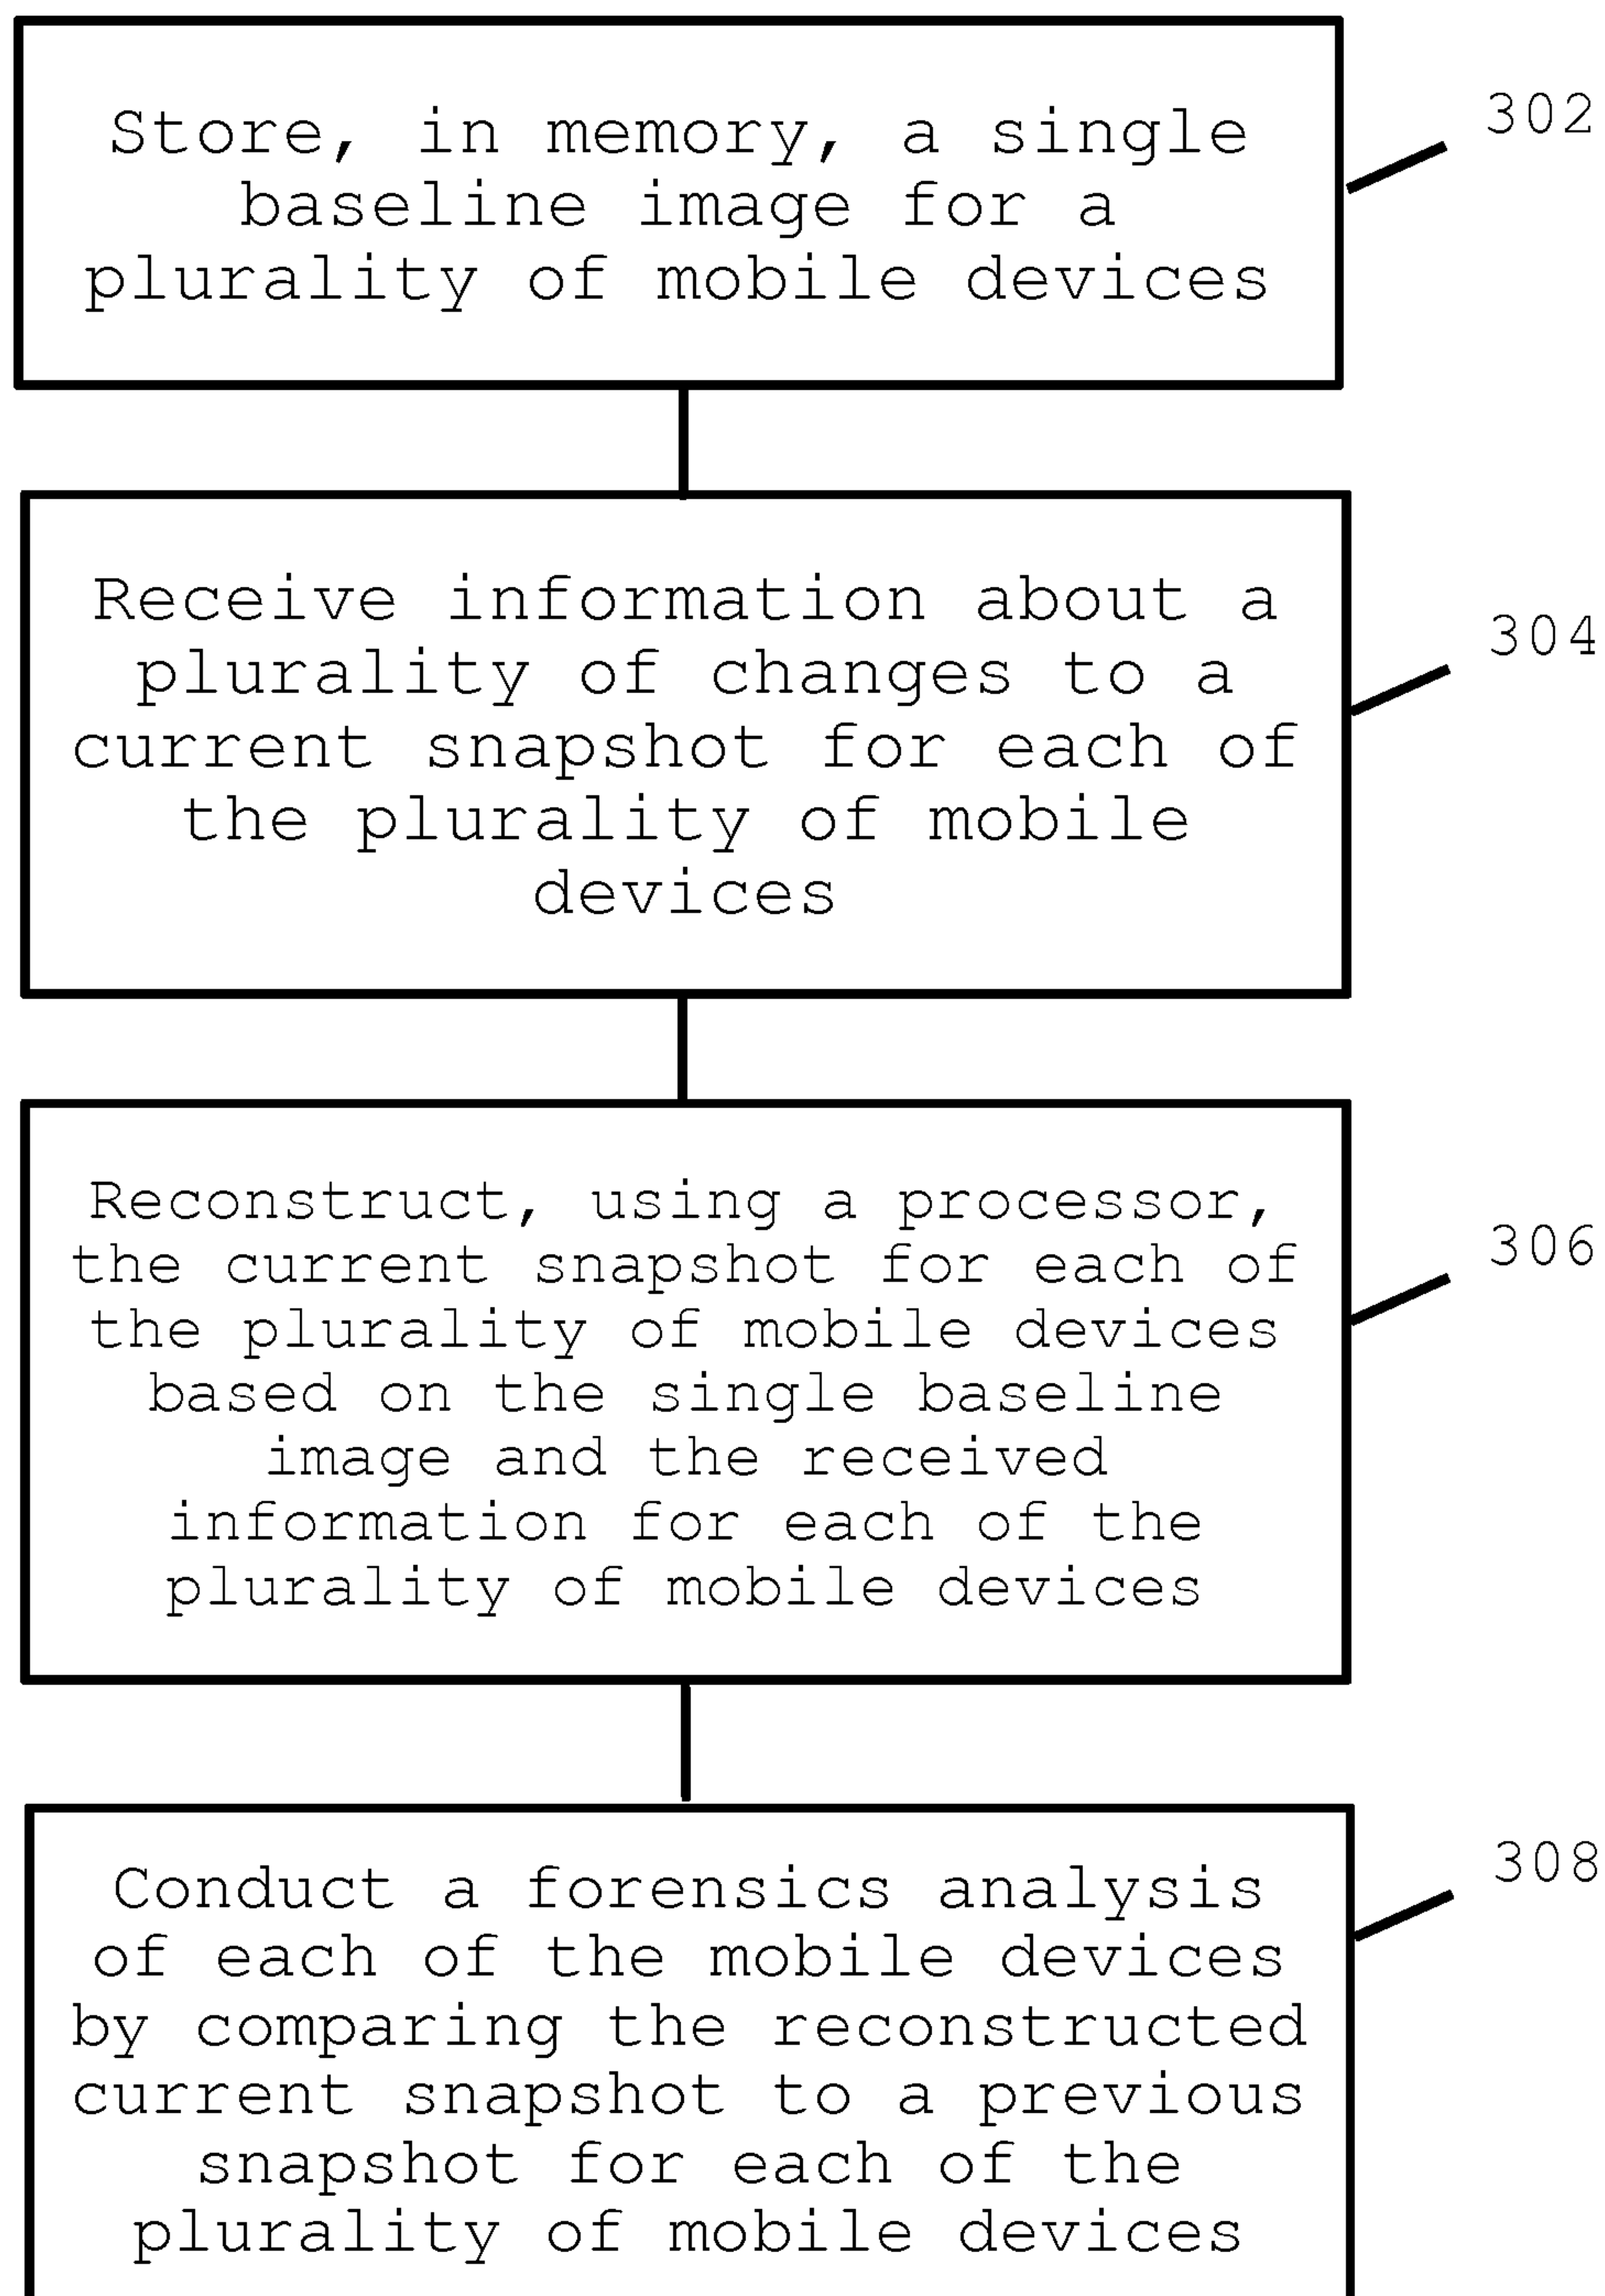 Store, in memory, a single
baseline image for a
plurality of mobile devices
302
Receive information about a
plurality of changes to a
current snapshot for each of
the plurality of mobile
devices
304
Reconstruct, using a processor,
the current snapshot for each of
the plurality of mobile devices
based on the single baseline
image and the received
information for each of the
plurality of mobile devices
306
Conduct a forensics analysis
of each of the mobile devices
by comparing the reconstructed
current snapshot to a previous
snapshot for each of the
plurality of mobile devices
308